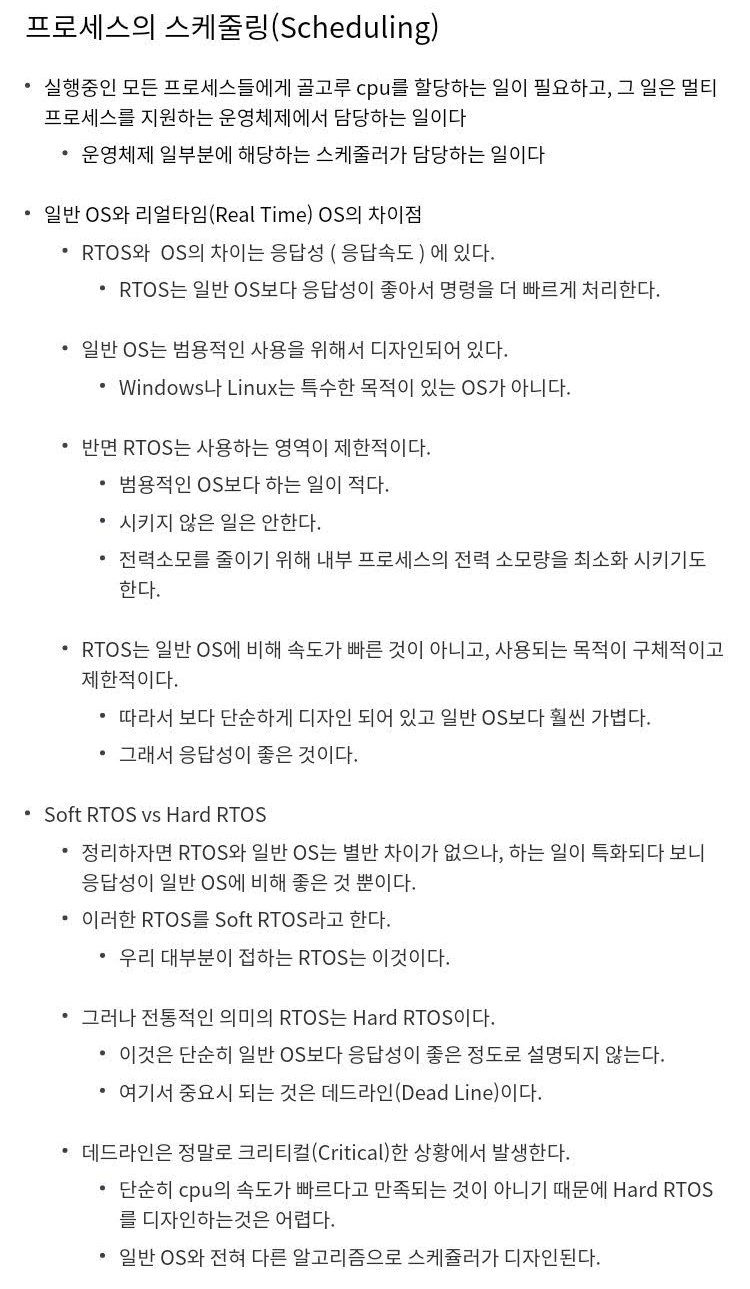 프로세스의 스케줄링(Scheduling)
• 실행중인 모든 프로세스들에게 골고루 cpu를 할당하는 일이 필요하고, 그 일은 멀티
프로세스를 지원하는 운영체제에서 담당하는 일이다
• 운영체제 일부분에 해당하는 스케줄러가 담당하는 일이다
• 일반 OS와 리얼타임(Real Time) OS의 차이점
• RTOS와 OS의 차이는 응답성 ( 응답속도 ) 에 있다.
• RTOS는 일반 OS보다 응답성이 좋아서 명령을 더 빠르게 처리한다.
• 일반 OS는 범용적인 사용을 위해서 디자인되어 있다.
• Windows나 Linux는 특수한 목적이 있는 OS가 아니다.
• 반면 RTOS는 사용하는 영역이 제한적이다.
• 범용적인 OS보다 하는 일이 적다.
• 시키지 않은 일은 안한다.
• 전력소모를 줄이기 위해 내부 프로세스의 전력 소모량을 최소화 시키기도
한다.
• RTOS는 일반 OS에 비해 속도가 빠른 것이 아니고, 사용되는 목적이 구체적이고
제한적이다.
• 따라서 보다 단순하게 디자인 되어 있고 일반 OS보다 훨씬 가볍다.
• 그래서 응답성이 좋은 것이다.
• Soft RTOS vs Hard RTOS
• 정리하자면 RTOS와 일반 OS는 별반 차이가 없으나, 하는 일이 특화되다 보니
응답성이 일반 OS에 비해 좋은 것 뿐이다.
• 이러한 RTOS를 Soft RTOS라고 한다.
• 우리 대부분이 접하는 RTOS는 이것이다.
• 그러나 전통적인 의미의 RTOS는 Hard RTOS이다.
• 이것은 단순히 일반 OS보다 응답성이 좋은 정도로 설명되지 않는다.
• 여기서 중요시 되는 것은 데드라인(Dead Line)이다.
• 데드라인은 정말로 크리티컬(Critical)한 상황에서 발생한다.
• 단순히 cpu의 속도가 빠르다고 만족되는 것이 아니기 때문에 Hard RTOS
를 디자인하는것은 어렵다.
• 일반 OS와 전혀 다른 알고리즘으로 스케쥴러가 디자인된다.